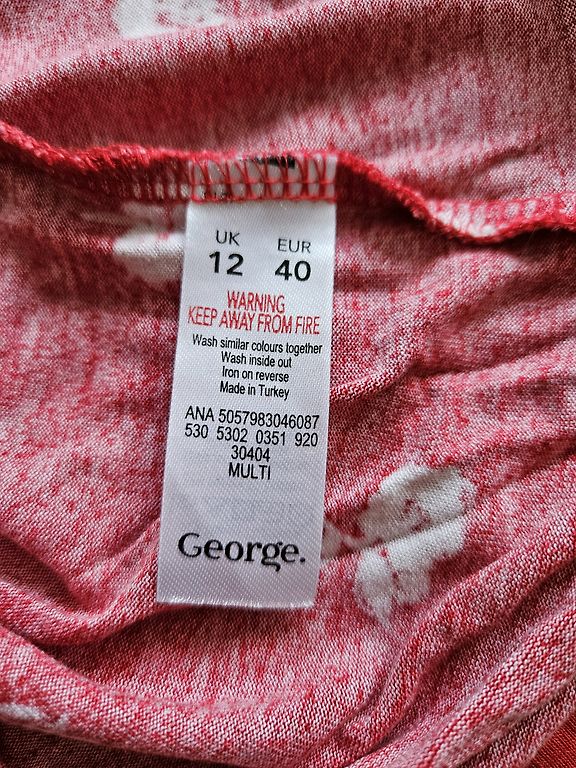 UK EUR
12 40
WARNING
KEEP AWAY FROM FIRE
Wash similar colours together
Wash inside out
Iron on reverse
Made in Turkey
ANA 5057983046087
530 5302 0351 920
30404
MULTI
George.